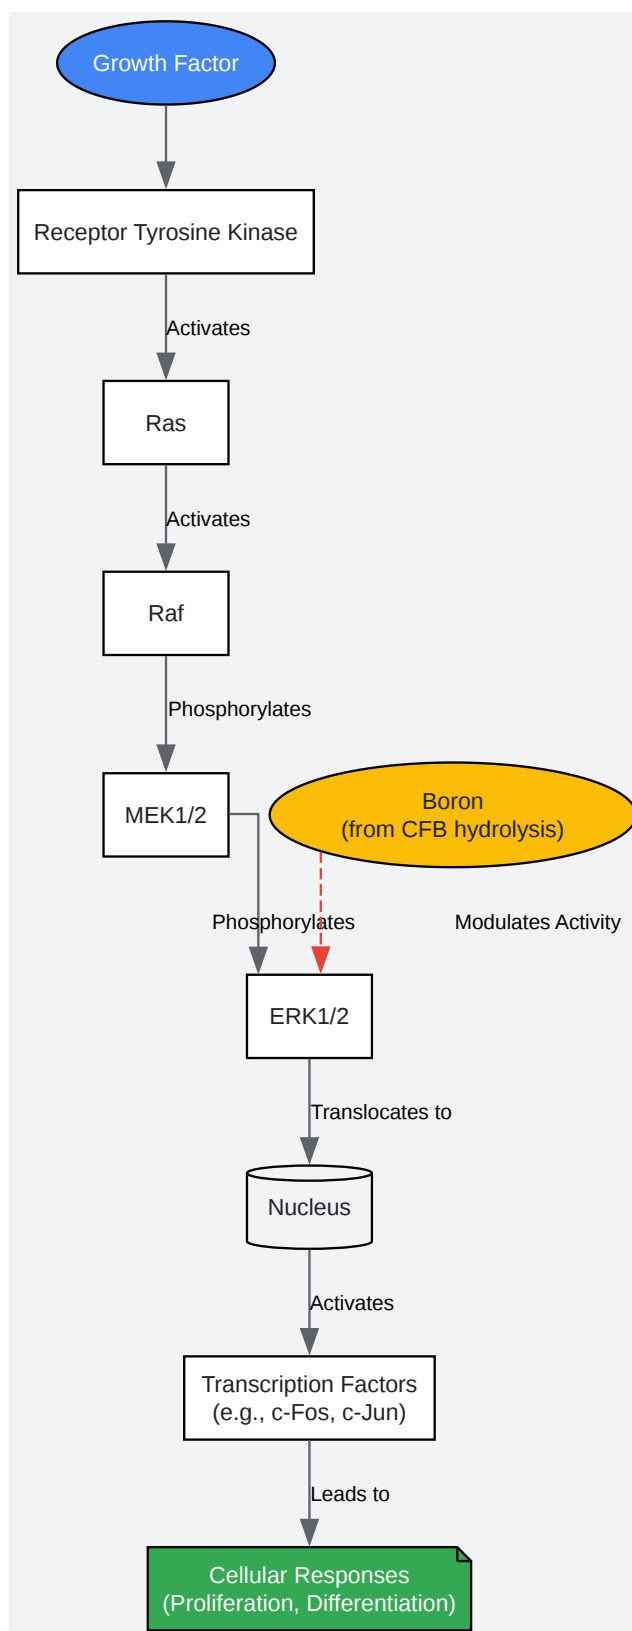 Growth Factor
Receptor Tyrosine Kinase
Activates
Ras
Activates
Raf
Phosphorylates
MEK1/2
Boron
(from CFB hydrolysis)
Phosphorylates
Modulates Activity
ERK1/2
Translocates to
Nucleus
Activates
Transcription Factors
(e.g., c-Fos, c-Jun)
Leads to
Cellular Responses
(Proliferation, Differentiation)